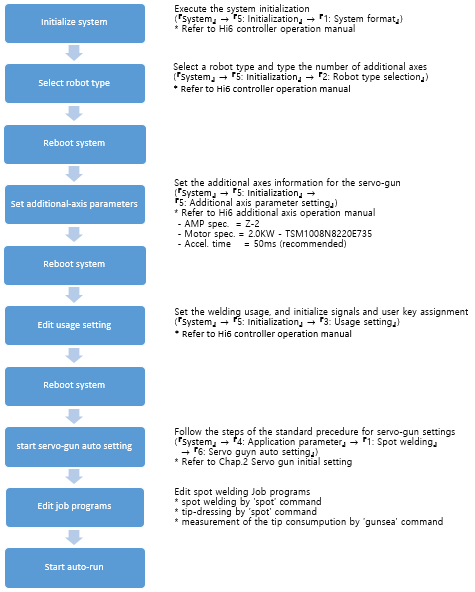 Initialize system
Execute the system initialization
(『System』 → 『5: Initialization』 → 『1: System format』)
* Refer to Hi6 controller operation manual
Select robot type
Select a robot type and type the number of additional axes
(『System』 → 『5: Initialization』 → 『2: Robot type selection』)
* Refer to Hi6 controller operation manual
Reboot system
Set additional-axis parameters
Set the additional axes information for the servo-gun
(『System』 → 『5: Initialization』 →
『5: Additional axis parameter setting』)
* Refer to Hi6 additional axis operation manual
- AMP spec. = Z-2
- Motor spec. = 2.0KW - TSM1008N8220E735
- Accel. time = 50ms (recommended)
Reboot system
Edit usage setting
Set the welding usage, and initialize signals and user key assignment
(『System』 → 『5: Initialization』 → 『3: Usage setting』)
* Refer to Hi6 controller operation manual
Reboot system
start servo-gun auto setting
Follow the steps of the standard precedure for servo-gun settings
(『System』 → 『4: Application parameter』 → 『1: Spot welding』
→ 『6: Servo guyn auto setting』)
* Refer to Chap.2 Servo gun initial setting
Edit job programs
Edit spot welding Job programs
* spot welding by 'spot' command
* tip-dressing by 'spot' command
* measurement of the tip consumpution by 'gunsea' command
Start auto-run